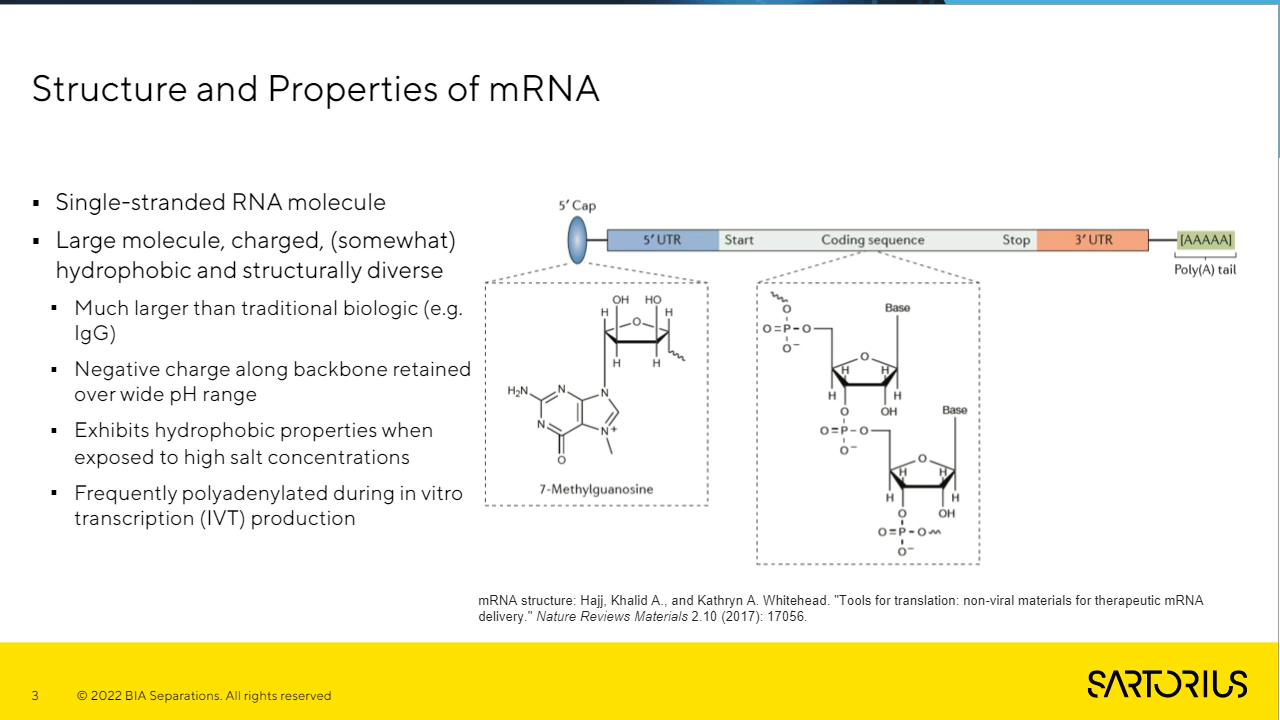 Structure and Properties of mRNA
▪ Single-stranded RNA molecule
▪ Large molecule, charged, (somewhat)
hydrophobic and structurally diverse
▪ Much larger than traditional biologic (e.g.
IgG)
▪ Negative charge along backbone retained
over wide pH range
▪ Exhibits hydrophobic properties when
exposed to high salt concentrations
▪ Frequently polyadenylated during in vitro
transcription (IVT) production
5′ Cap
5′ UTR Start Coding sequence Stop 3′ UTR [AAAAA]
Poly(A) tail
OH HO
H O H
H H
H₂N N N
N N⁺
O
7-Methylguanosine
O Base
O=P–O
O⁻
O
H H
H H
O OH Base
O=P–O
O⁻
O
H H
H H
O OH
O=P–O
O⁻
mRNA structure: Hajj, Khalid A., and Kathryn A. Whitehead. "Tools for translation: non-viral materials for therapeutic mRNA
delivery." Nature Reviews Materials 2.10 (2017): 17056.
3 © 2022 BIA Separations. All rights reserved
SARTORIUS